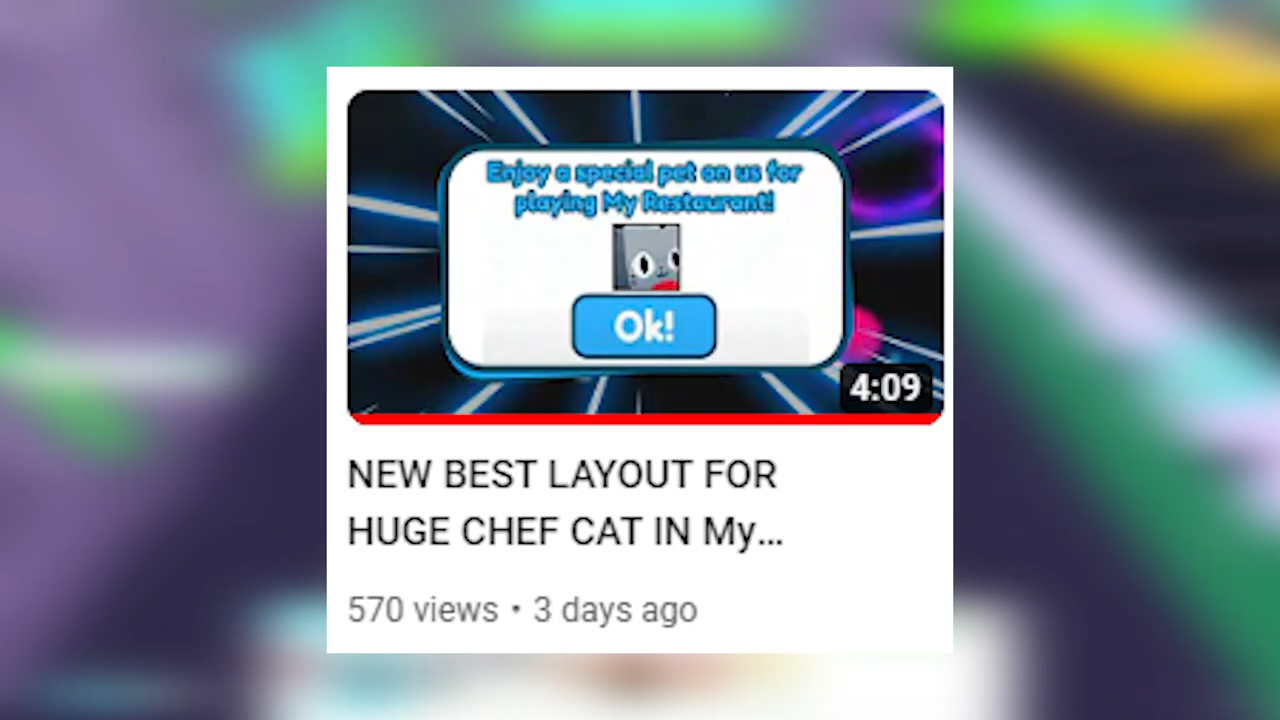 Enjoy a special pet on us for
playing My Restaurant!
Ok!
4:09
NEW BEST LAYOUT FOR
HUGE CHEF CAT IN My...
570 views • 3 days ago